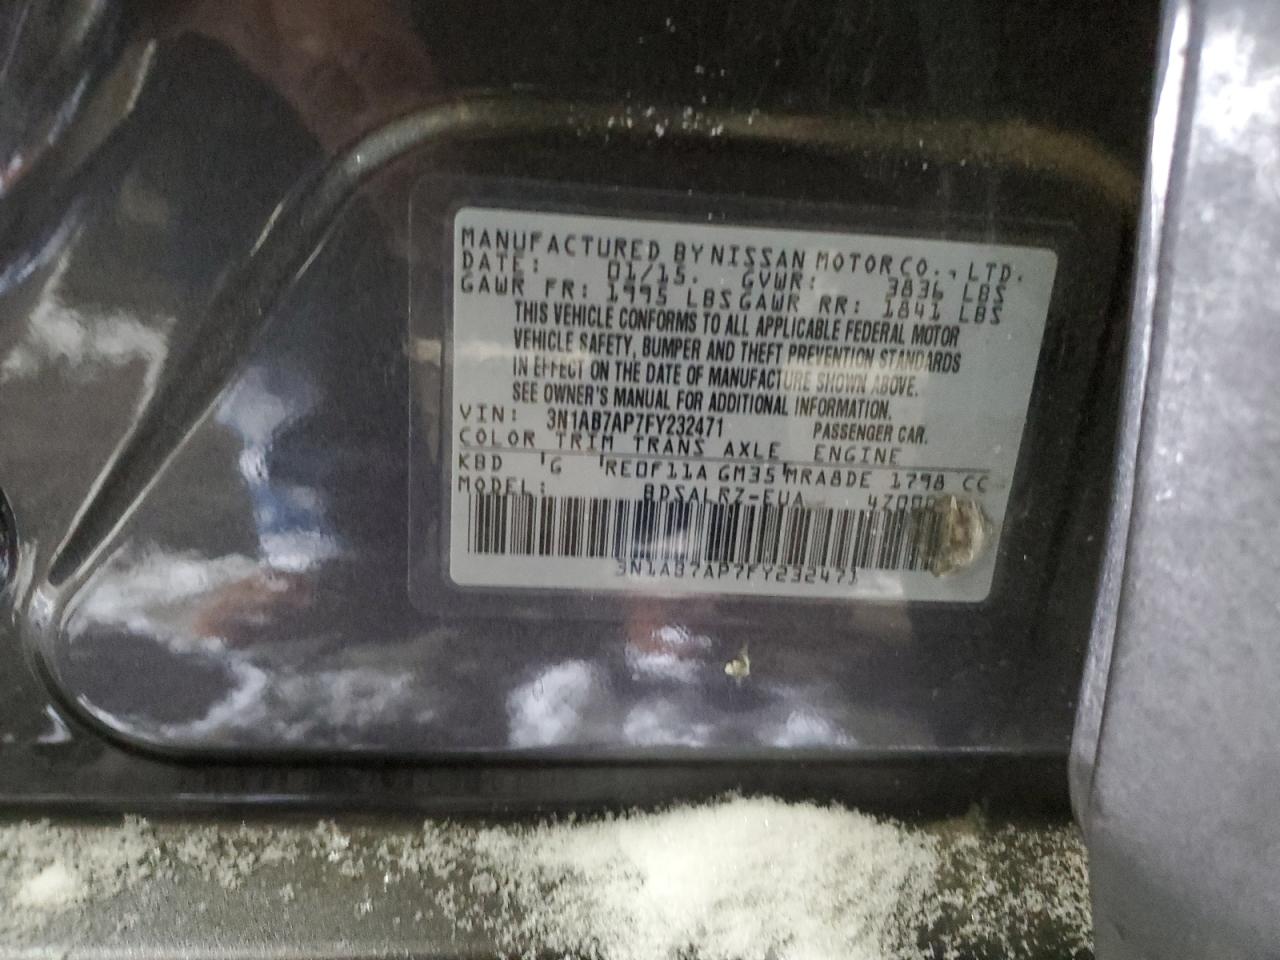 MANUFACTURED BY NISSAN MOTOR CO., LTD.
DATE: 01/15. GVWR: 3836 LBS
GAWR FR: 1995 LBS GAWR RR: 1841 LBS
THIS VEHICLE CONFORMS TO ALL APPLICABLE FEDERAL MOTOR
VEHICLE SAFETY, BUMPER AND THEFT PREVENTION STANDARDS
IN EFFECT ON THE DATE OF MANUFACTURE SHOWN ABOVE.
SEE OWNER'S MANUAL FOR ADDITIONAL INFORMATION.
VIN: 3N1AB7AP7FY232471 PASSENGER CAR.
COLOR TRIM TRANS AXLE ENGINE
KBD G RE0F11A GM35 MRA8DE 1798 CC
MODEL: BDSALRZ-EUA
3N1AB7AP7FY232471